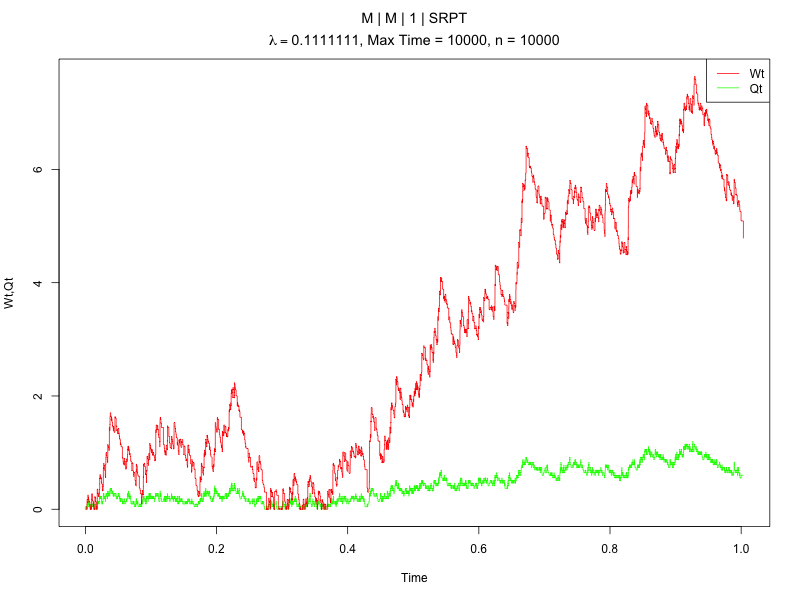 M | M | 1 | SRPT
λ = 0.1111111, Max Time = 10000, n = 10000
Wt
Qt
Wt,Qt
6
4
2
0
0.0 0.2 0.4 0.6 0.8 1.0
Time